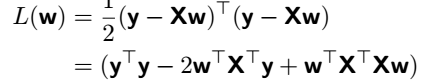 L(w) = 1/2 (y − Xw)⊤(y − Xw)
= (y⊤y − 2w⊤X⊤y + w⊤X⊤Xw)